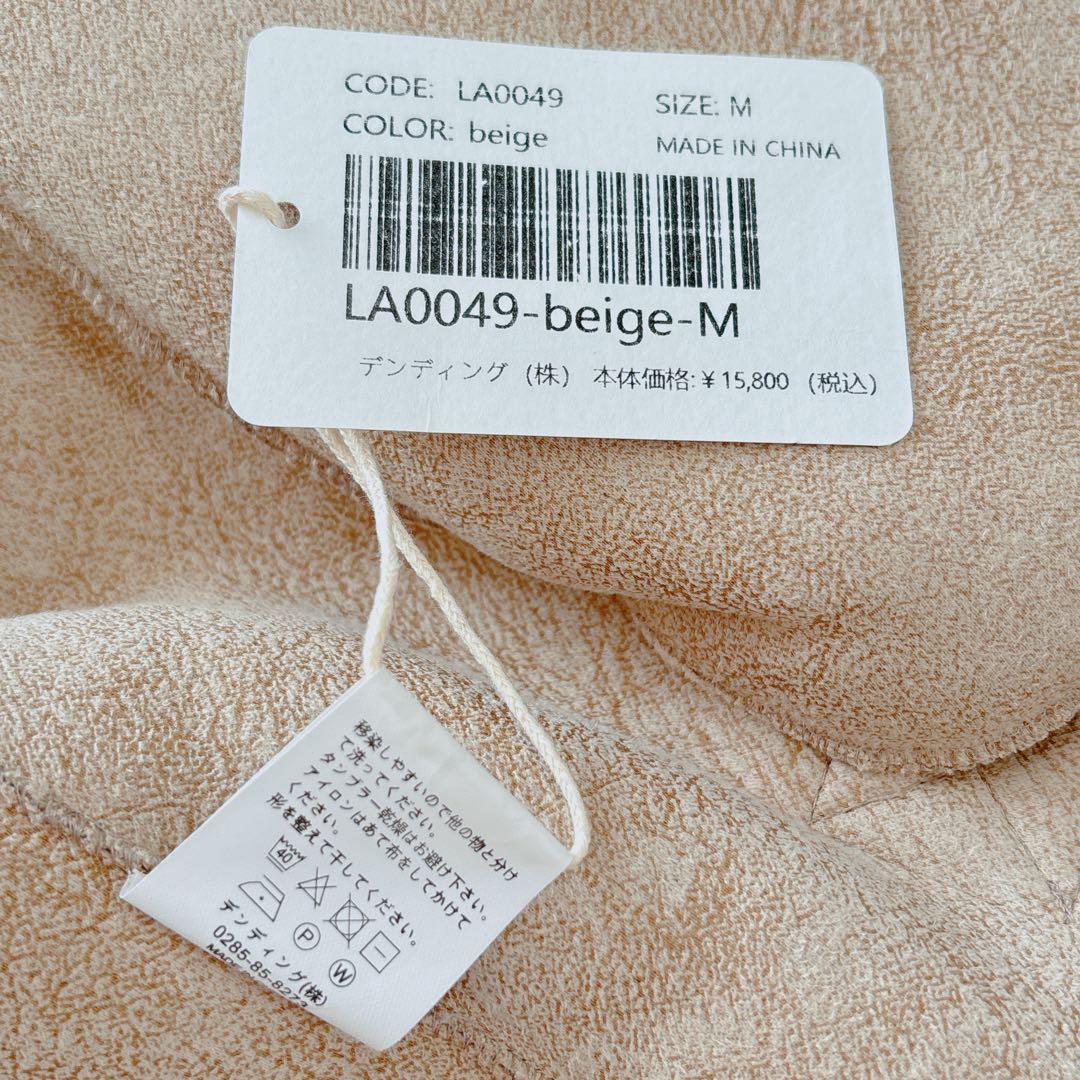 CODE: LA0049
SIZE: M
COLOR: beige
MADE IN CHINA
LA0049-beige-M
デンディング (株) 本体価格:¥15,800 (税込)
移染しやすいので他の物と分け
て洗ってください。
タンブラー乾燥はお避け下さい。
アイロンはあて布をしてかけて
ください。
形を整えて干してください。
40
P
W
デンディング(株)
0285-85-8273
MADE